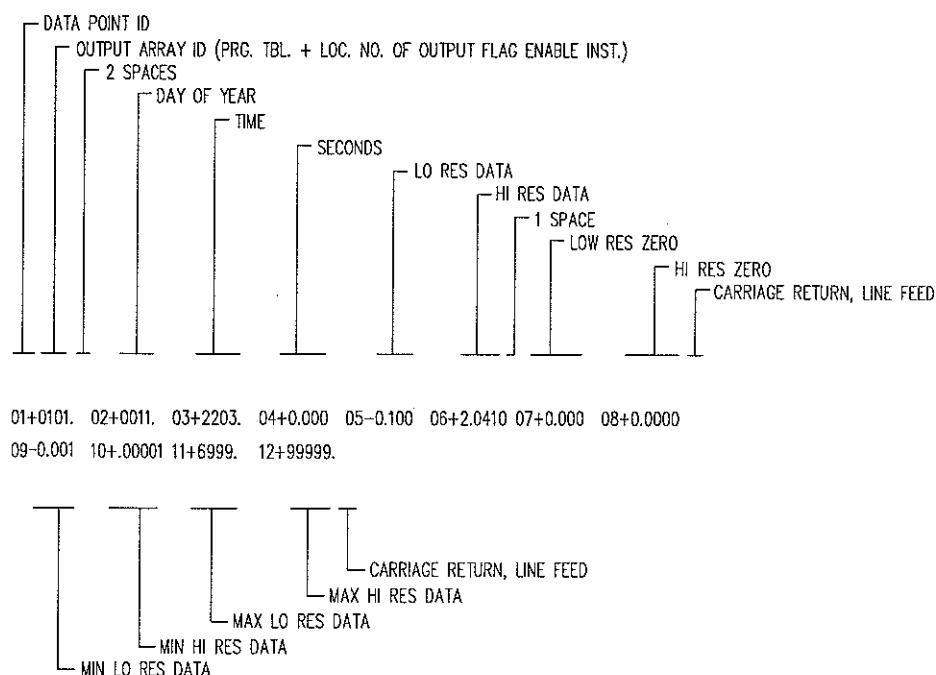 DATA POINT ID
OUTPUT ARRAY ID (PRG. TBL. + LOC. NO. OF OUTPUT FLAG ENABLE INST.)
2 SPACES
DAY OF YEAR
TIME
SECONDS
LO RES DATA
HI RES DATA
1 SPACE
LOW RES ZERO
HI RES ZERO
CARRIAGE RETURN, LINE FEED
01+0101. 02+0011. 03+2203. 04+0.000 05-0.100 06+2.0410 07+0.000 08+0.0000
09-0.001 10+.00001 11+6999. 12+99999.
CARRIAGE RETURN, LINE FEED
MAX HI RES DATA
MAX LO RES DATA
MIN HI RES DATA
MIN LO RES DATA